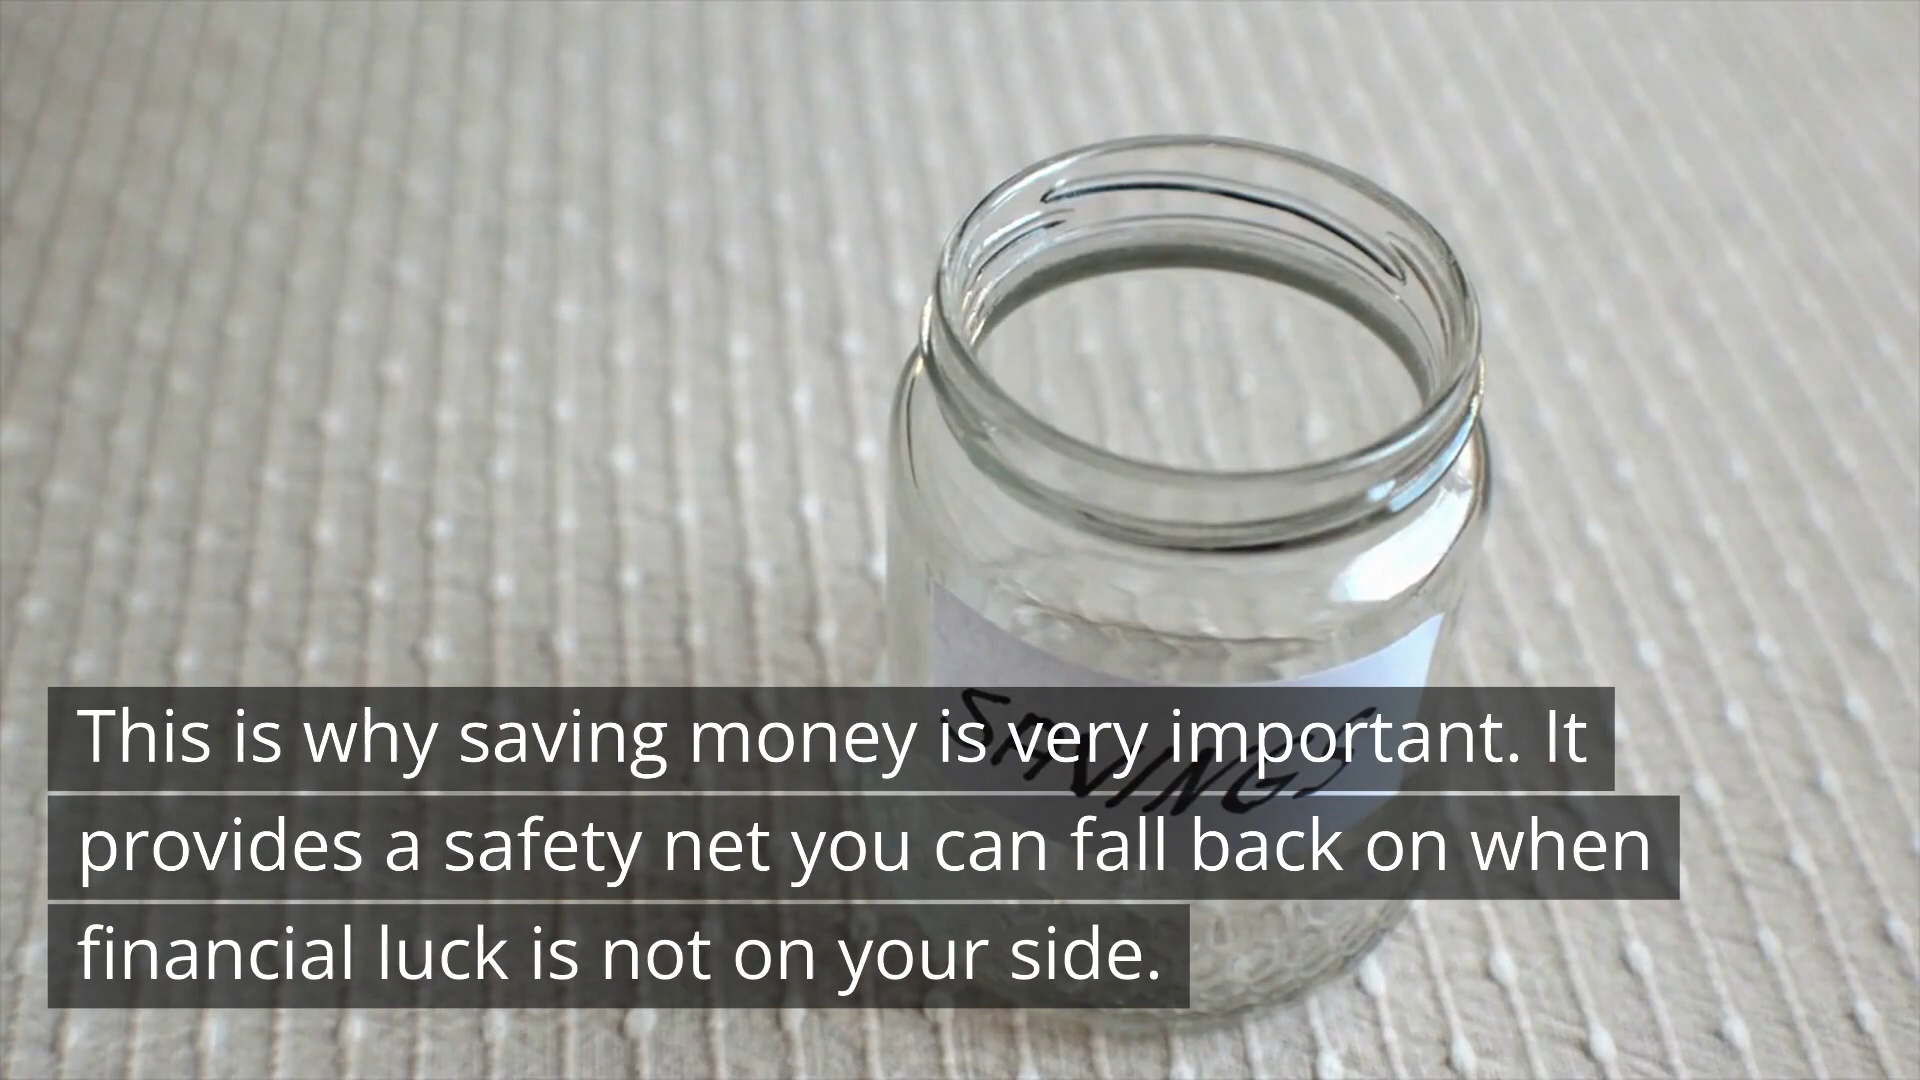 This is why saving money is very important. It
provides a safety net you can fall back on when
financial luck is not on your side.
SAVINGS